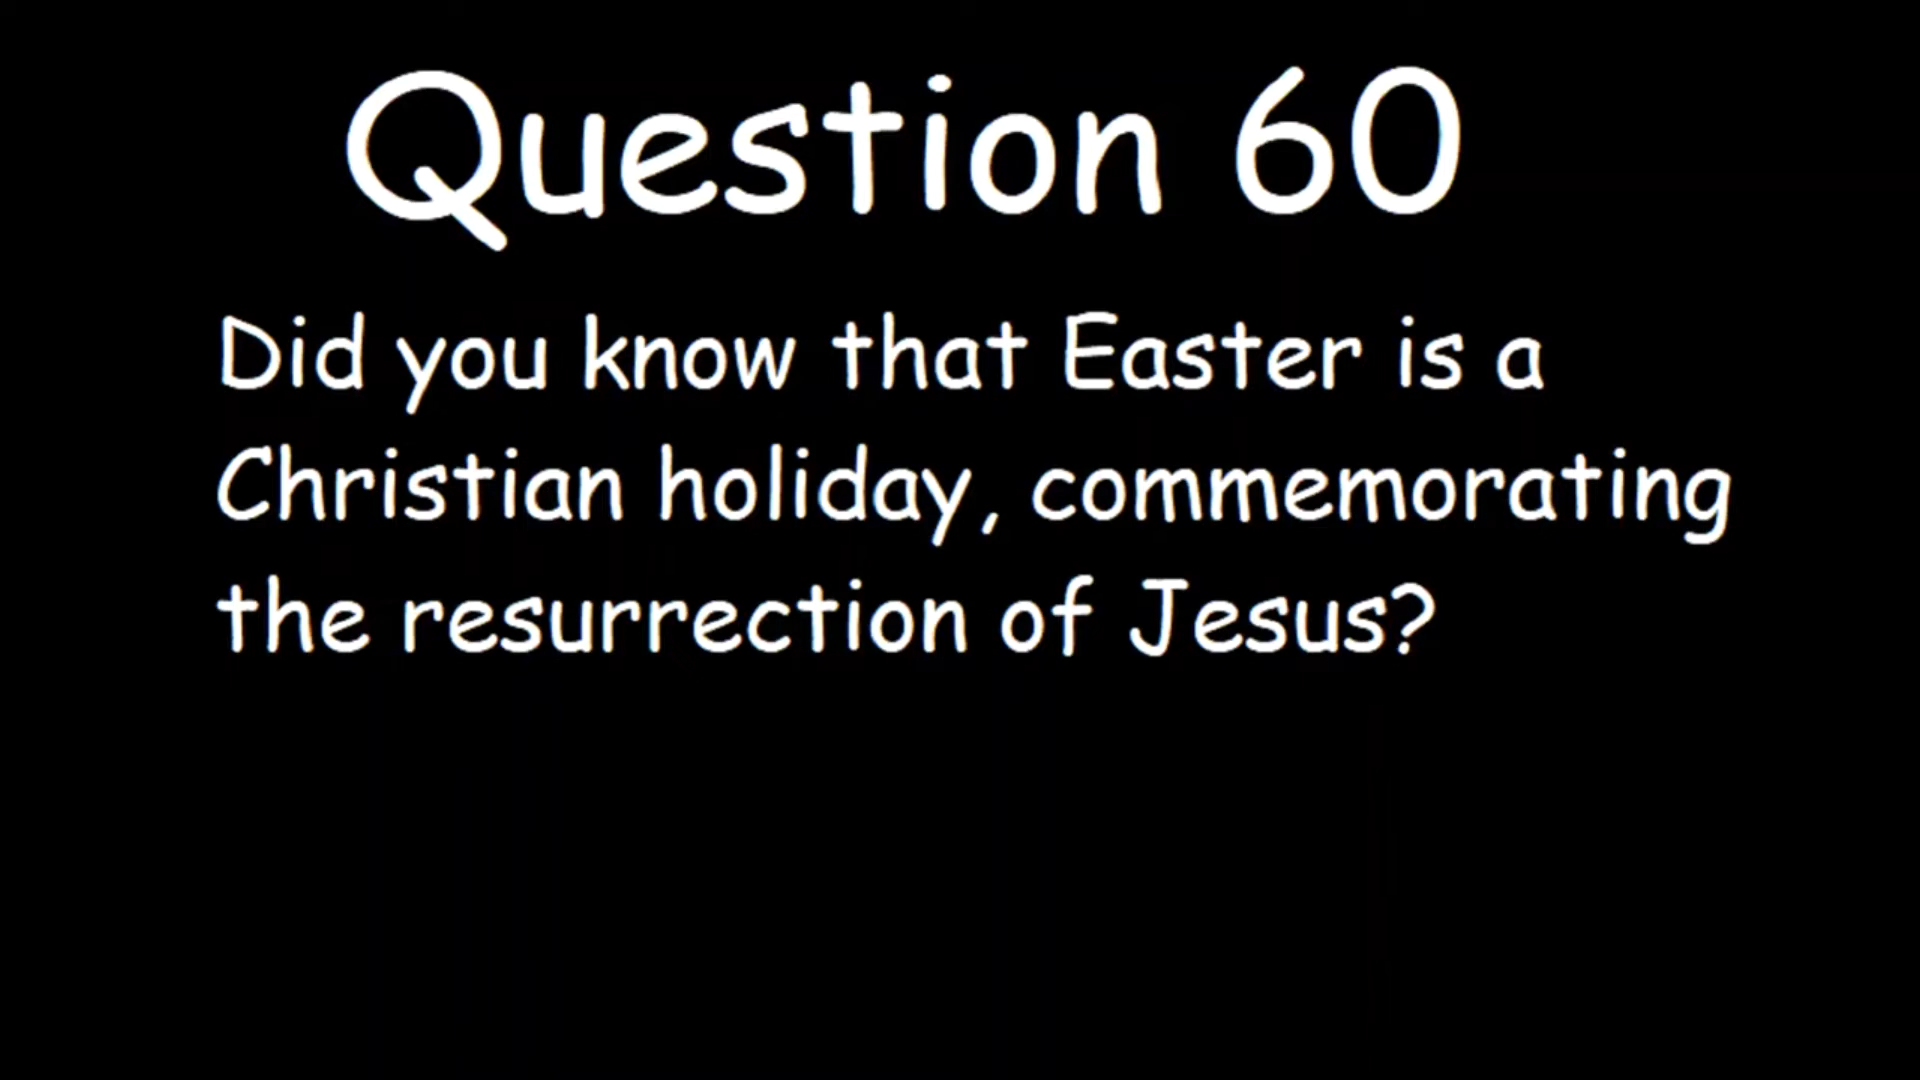 Question 60
Did you know that Easter is a
Christian holiday, commemorating
the resurrection of Jesus?